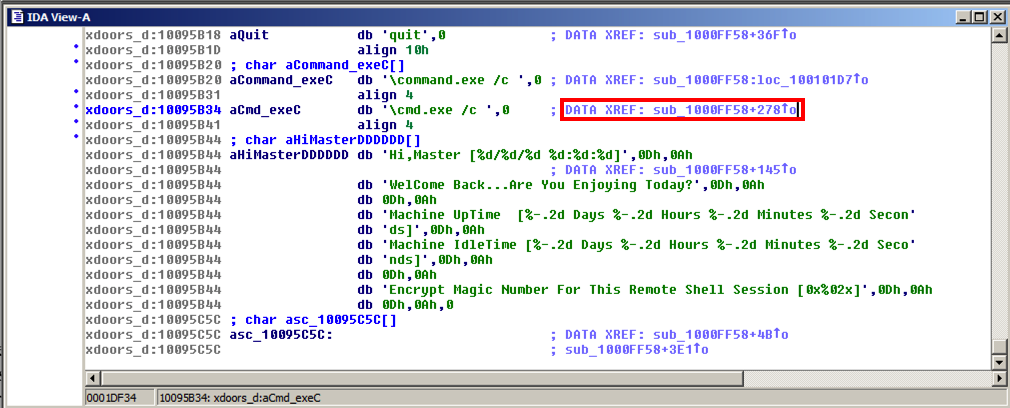 IDA View-A
xdoors_d:10095B18 aQuit db 'quit',0 ; DATA XREF: sub_1000FF58+36F↑o
xdoors_d:10095B1D align 10h
xdoors_d:10095B20 ; char aCommand_exeC[]
xdoors_d:10095B20 aCommand_exeC db '\command.exe /c ',0 ; DATA XREF: sub_1000FF58:loc_100101D7↑o
xdoors_d:10095B31 align 4
xdoors_d:10095B34 aCmd_exeC db '\cmd.exe /c ',0 ; DATA XREF: sub_1000FF58+278↑o
xdoors_d:10095B41 align 4
xdoors_d:10095B44 ; char aHiMasterDDDDDD[]
xdoors_d:10095B44 aHiMasterDDDDDD db 'Hi,Master [%d/%d/%d %d:%d:%d]',0Dh,0Ah
xdoors_d:10095B44 ; DATA XREF: sub_1000FF58+145↑o
xdoors_d:10095B44 db 'WelCome Back...Are You Enjoying Today?',0Dh,0Ah
xdoors_d:10095B44 db 0Dh,0Ah
xdoors_d:10095B44 db 'Machine UpTime  [%-.2d Days %-.2d Hours %-.2d Minutes %-.2d Secon'
xdoors_d:10095B44 db 'ds]',0Dh,0Ah
xdoors_d:10095B44 db 'Machine IdleTime [%-.2d Days %-.2d Hours %-.2d Minutes %-.2d Seco'
xdoors_d:10095B44 db 'nds]',0Dh,0Ah
xdoors_d:10095B44 db 0Dh,0Ah
xdoors_d:10095B44 db 'Encrypt Magic Number For This Remote Shell Session [0x%02x]',0Dh,0Ah
xdoors_d:10095B44 db 0Dh,0Ah,0
xdoors_d:10095C5C ; char asc_10095C5C[]
xdoors_d:10095C5C asc_10095C5C: ; DATA XREF: sub_1000FF58+4B↑o
xdoors_d:10095C5C ; sub_1000FF58+3E1↑o
0001DF34 10095B34: xdoors_d:aCmd_exeC